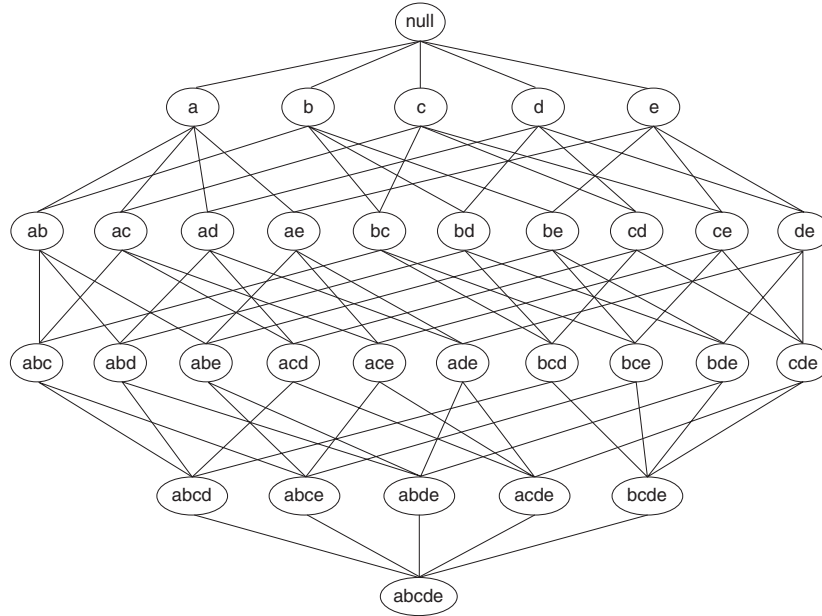 null
a b c d e
ab ac ad ae bc bd be cd ce de
abc abd abe acd ace ade bcd bce bde cde
abcd abce abde acde bcde
abcde